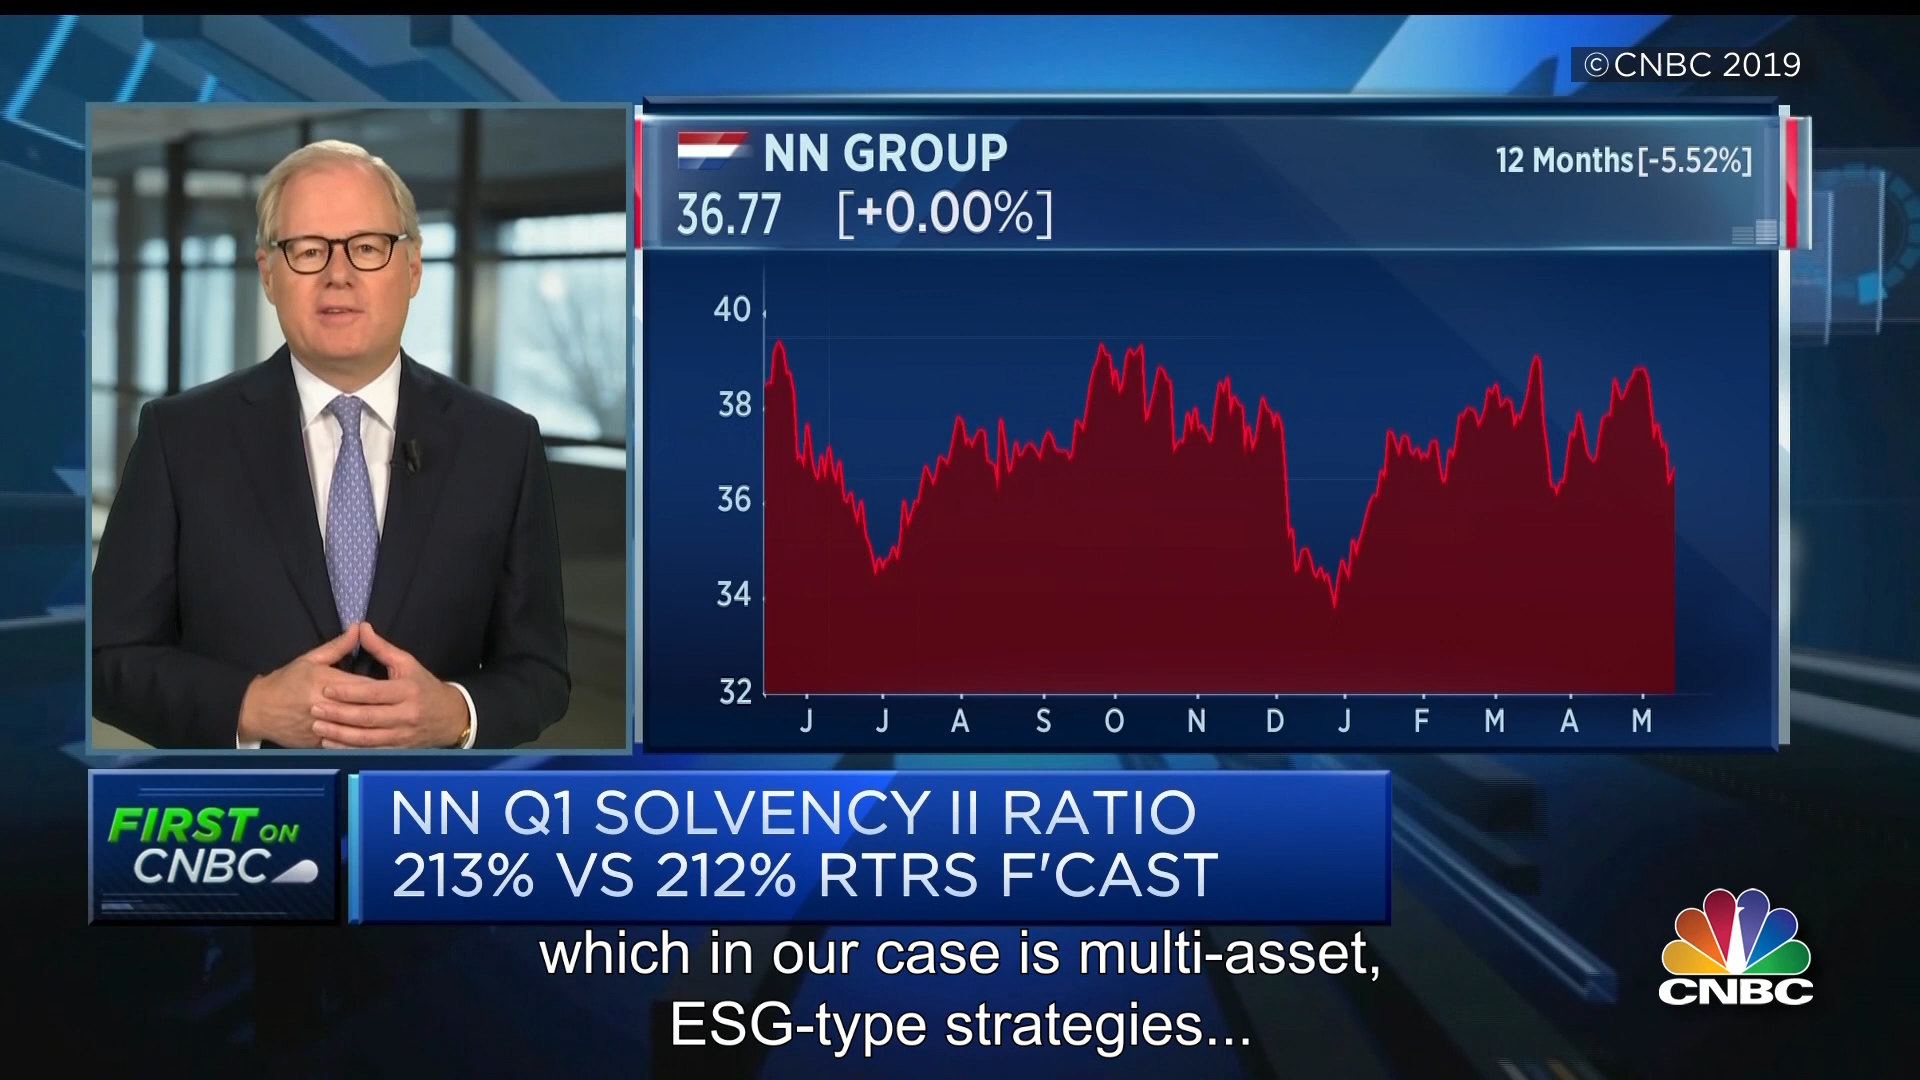 ©CNBC 2019
NN GROUP
12 Months[-5.52%]
36.77 [+0.00%]
40
38
36
34
32
J J A S O N D J F M A M
FIRST ON
CNBC
NN Q1 SOLVENCY II RATIO
213% VS 212% RTRS F'CAST
which in our case is multi-asset,
ESG-type strategies...
CNBC